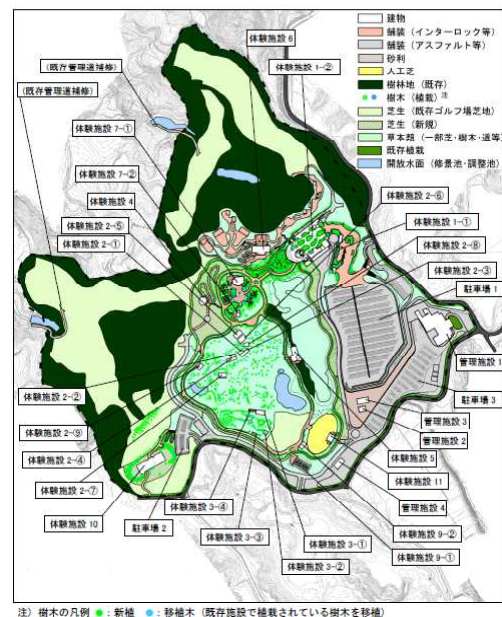 建物
舗装（インターロック等）
舗装（アスファルト等）
砂利
人工芝
樹林地（既存）
樹木（植栽）注
芝生（既存ゴルフ場芝地）
芝生（新規）
草本類（一部芝・樹木・道等）
既存植栽
開放水面（修景池・調整池）
体験施設 6
体験施設 1-②
(既存管理道補修)
(既存管理道補修)
体験施設 7-①
体験施設 7-②
体験施設 4
体験施設 2-⑤
体験施設 2-①
体験施設 2-⑥
体験施設 1-①
体験施設 2-⑧
体験施設 2-③
駐車場 1
管理施設 1
駐車場 3
管理施設 3
管理施設 2
体験施設 5
体験施設 11
管理施設 4
体験施設 9-②
体験施設 9-①
体験施設 2-②
体験施設 2-⑨
体験施設 2-④
体験施設 2-⑦
体験施設 10
駐車場 2
体験施設 3-④
体験施設 3-③
体験施設 3-①
体験施設 3-②
注）樹木の凡例 ●：新植 ●：移植木（既存施設で植栽されている樹木を移植）